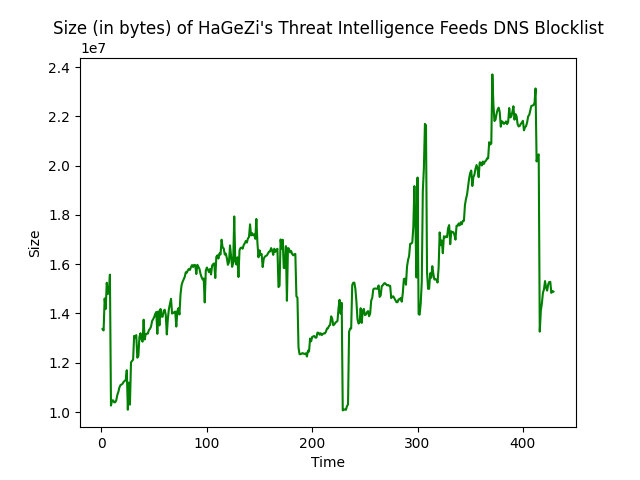 Size (in bytes) of HaGeZi's Threat Intelligence Feeds DNS Blocklist
1e7
2.4
2.2
2.0
1.8
1.6
1.4
1.2
1.0
Size
0 100 200 300 400
Time